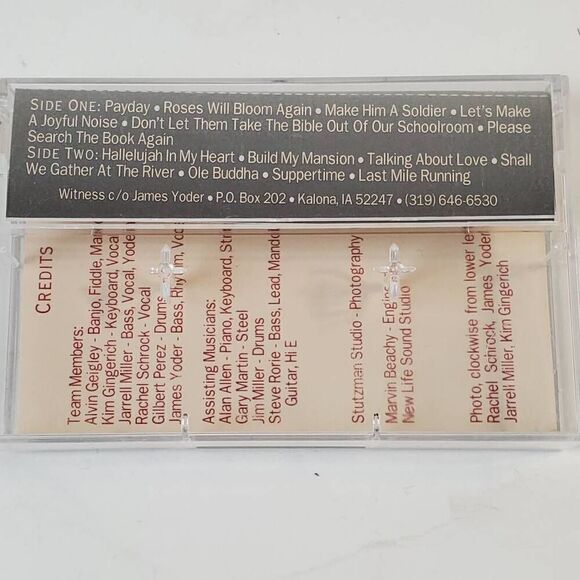 SIDE ONE: Payday • Roses Will Bloom Again • Make Him A Soldier • Let's Make
A Joyful Noise • Don't Let Them Take The Bible Out Of Our Schoolroom • Please
Search The Book Again
SIDE TWO: Hallelujah In My Heart • Build My Mansion • Talking About Love • Shall
We Gather At The River • Ole Buddha • Suppertime • Last Mile Running
Witness c/o James Yoder • P.O. Box 202 • Kalona, IA 52247 • (319) 646-6530
CREDITS
Team Members:
Alvin Geigley - Banjo, Fiddle,
Kim Gingerich - Keyboard, Vocal
Jarrell Miller - Bass, Vocal,
Rachel Schrock - Vocal
Gilbert Perez - Drums
James Yoder - Bass, Rhythm,
Assisting Musicians:
Alan Allen - Piano, Keyboard,
Gary Martin - Steel
Jim Miller - Drums
Steve Rorie - Bass, Lead,
Guitar, Hi E
Stutzman Studio - Photography
Marvin Beachy -
New Life Sound Studio
Photo, clockwise from lower
Rachel Schrock, James Yoder
Jarrell Miller, Kim Gingerich